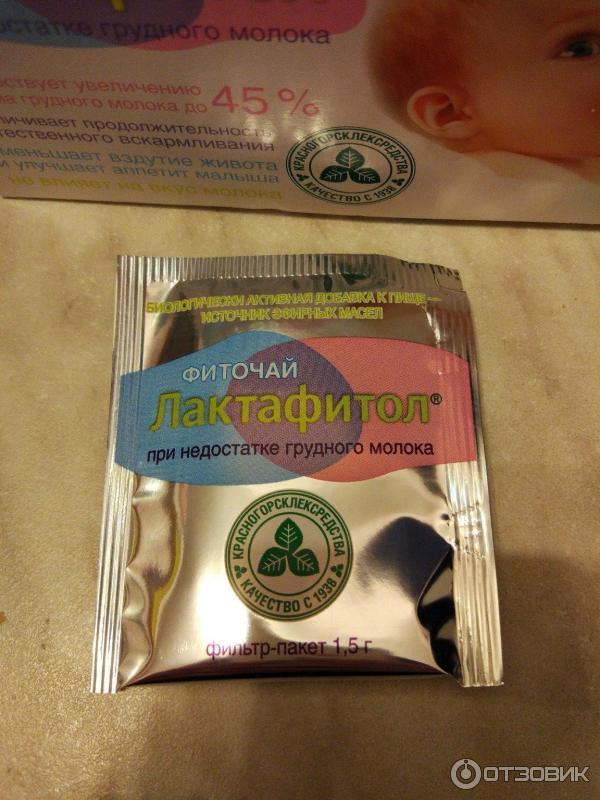 достатке грудного молока
ствует увеличению
грудного молока до 45 %
личивает продолжительность
ственного вскармливания
меньшает вздутие живота
и улучшает аппетит малыша
не влияет на вкус молока
КРАСНОГОРСКЛЕКСРЕДСТВА
КАЧЕСТВО С 1938
БИОЛОГИЧЕСКИ АКТИВНАЯ ДОБАВКА К ПИЩЕ —
ИСТОЧНИК ЭФИРНЫХ МАСЕЛ
ФИТОЧАЙ
Лактафитол®
при недостатке грудного молока
КРАСНОГОРСКЛЕКСРЕДСТВА
КАЧЕСТВО С 1938
фильтр-пакет 1,5 г
ОТЗОВИК